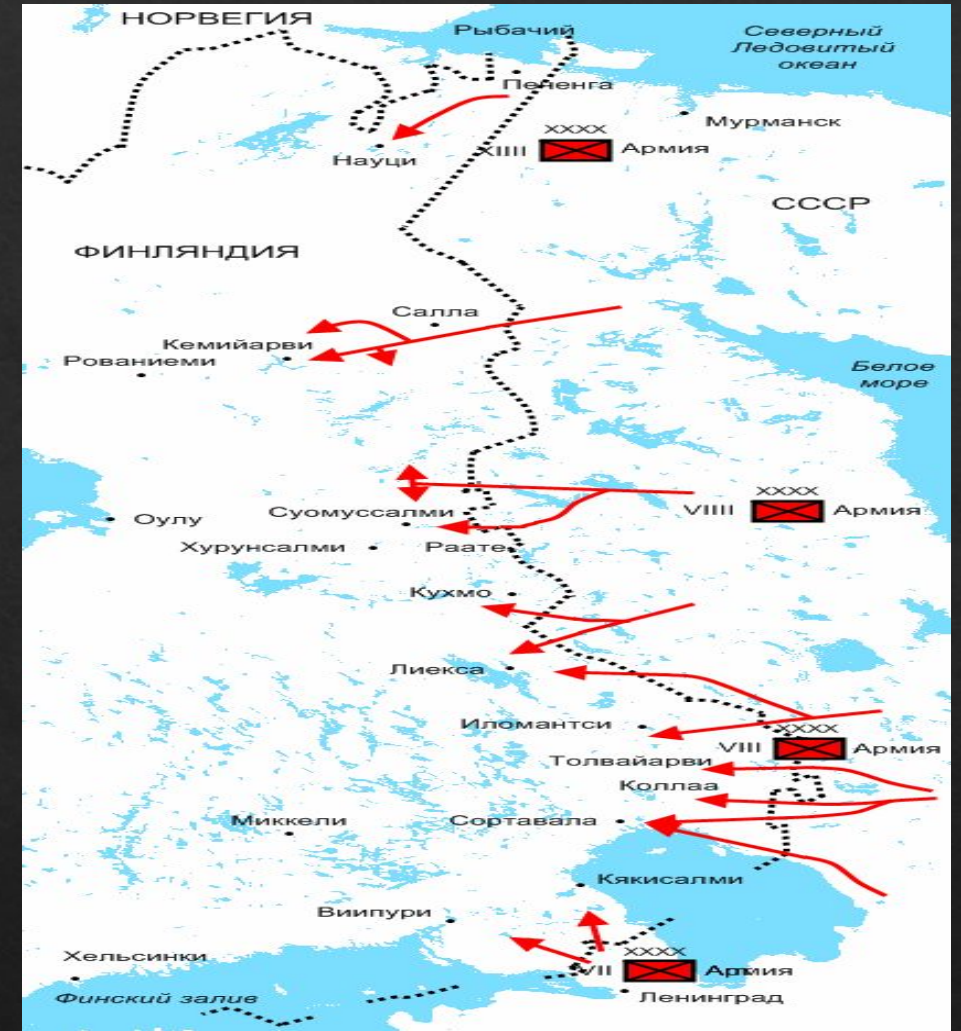 НОРВЕГИЯ
Рыбачий
Северный
Ледовитый
океан
Печенга
Мурманск
XXXX
XIIII
Армия
Науци
СССР
ФИНЛЯНДИЯ
Салла
Кемийарви
Рованиеми
Белое
море
XXXX
Суомуссалми
VIIII
Армия
Оулу
Хурунсалми
Раате
Кухмо
Лиекса
Иломантси
XXXX
VIII
Армия
Толвайарви
Коллаа
Миккели
Сортавала
Кякисалми
Виипури
XXXX
Хельсинки
VII
Армия
Финский залив
Ленинград